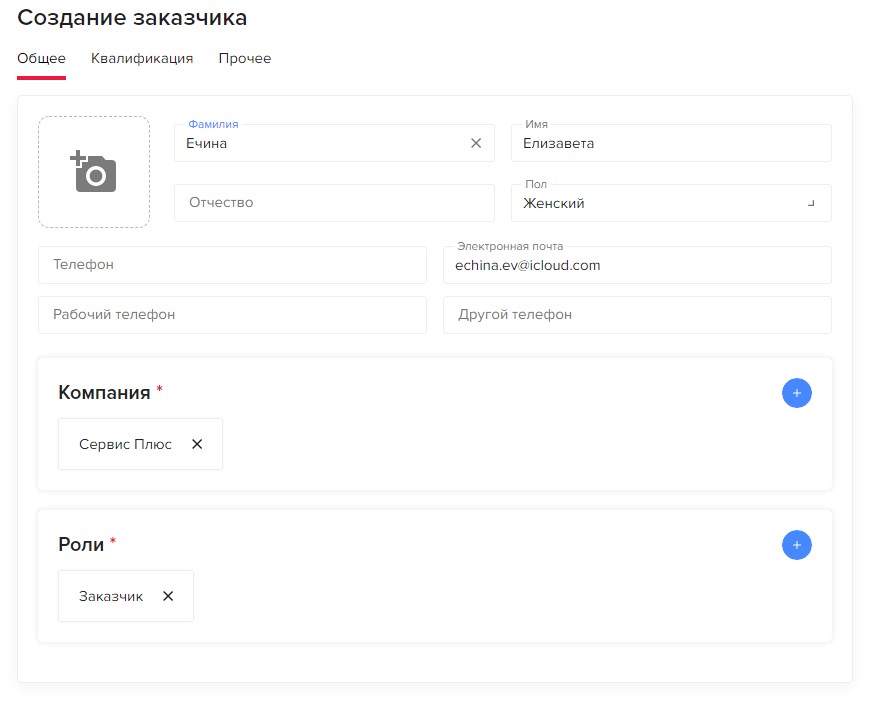 Создание заказчика
Общее Квалификация Прочее
Фамилия
Ечина
Имя
Елизавета
Отчество
Пол
Женский
Телефон
Электронная почта
echina.ev@icloud.com
Рабочий телефон
Другой телефон
Компания *
Сервис Плюс
Роли *
Заказчик